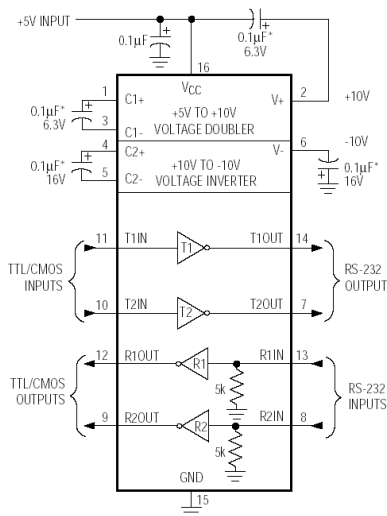 +5V INPUT
0.1µF
+
+
0.1µF*
6.3V
16
VCC
1
C1+
+5V TO +10V
VOLTAGE DOUBLER
V+
2
+10V
0.1µF*
6.3V
+
3
C1-
4
C2+
+10V TO -10V
VOLTAGE INVERTER
V-
6
-10V
0.1µF*
16V
+
5
C2-
0.1µF*
16V
+
11
T1IN
T1
T1OUT
14
TTL/CMOS
INPUTS
RS-232
OUTPUT
10
T2IN
T2
T2OUT
7
12
R1OUT
R1
R1IN
13
5k
TTL/CMOS
OUTPUTS
RS-232
INPUTS
9
R2OUT
R2
R2IN
8
5k
GND
15